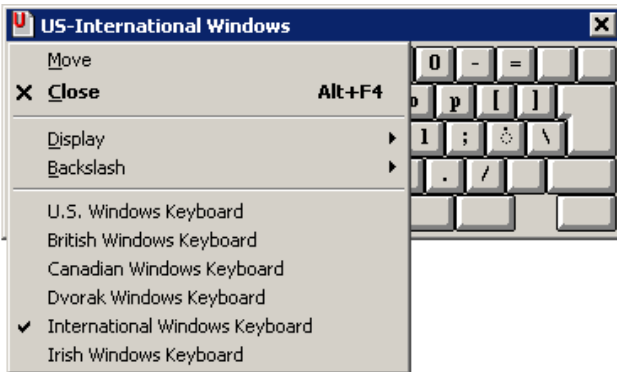 U US-International Windows
Move
Close Alt+F4
Display
Backslash
U.S. Windows Keyboard
British Windows Keyboard
Canadian Windows Keyboard
Dvorak Windows Keyboard
International Windows Keyboard
Irish Windows Keyboard
0 - =
p [ ]
l ; \
. /